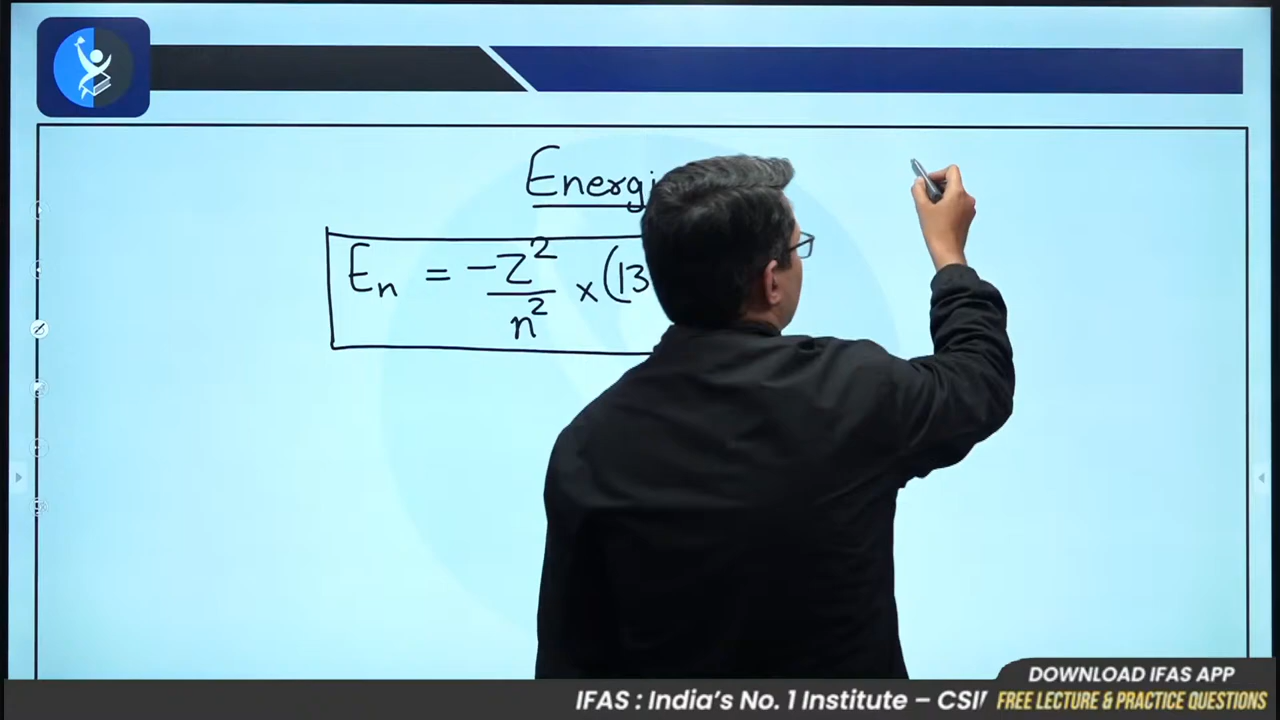 Energi
En = -Z² / n² × (13
DOWNLOAD IFAS APP
IFAS : India's No. 1 Institute – CSI
FREE LECTURE & PRACTICE QUESTIONS